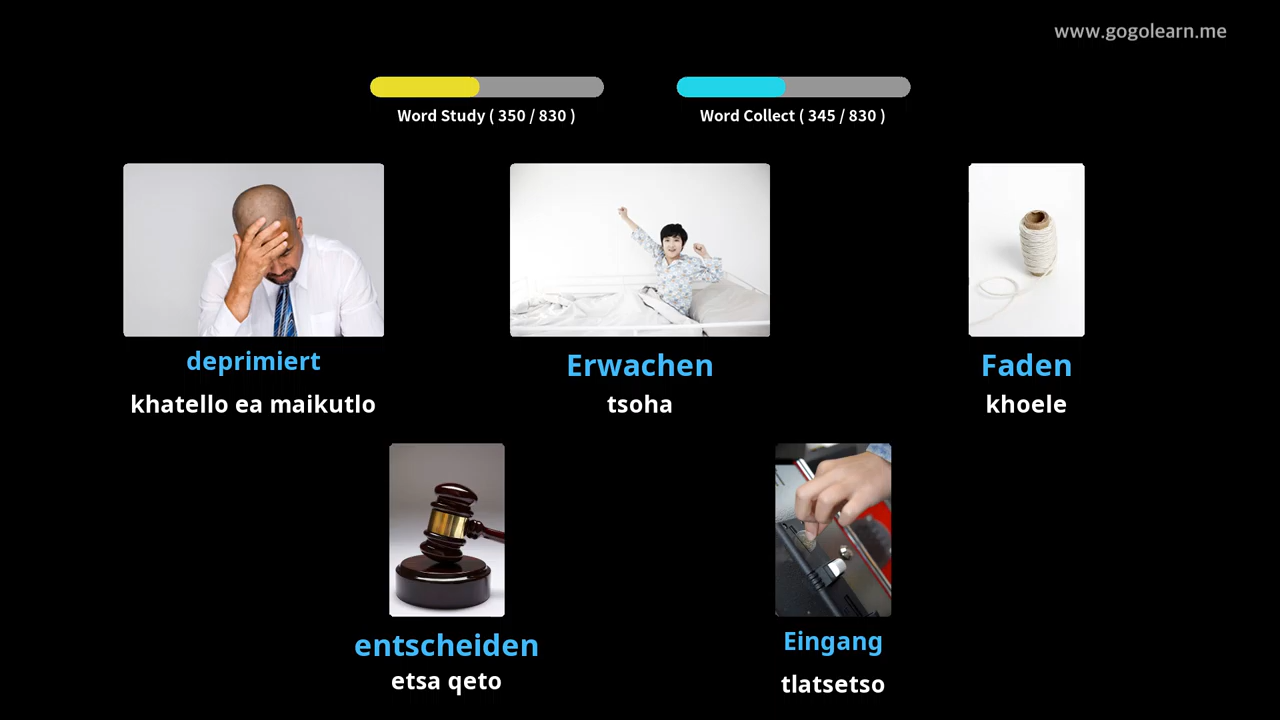 www.gogolearn.me
Word Study ( 350 / 830 )
Word Collect ( 345 / 830 )
deprimiert
khatello ea maikutlo
Erwachen
tsoha
Faden
khoele
entscheiden
etsa qeto
Eingang
tlatsetso